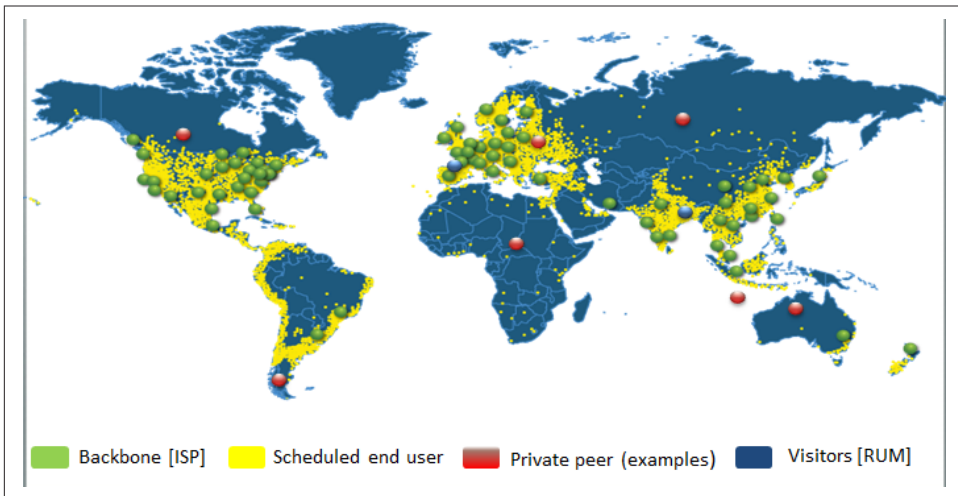 Backbone [ISP]
Scheduled end user
Private peer (examples)
Visitors [RUM]